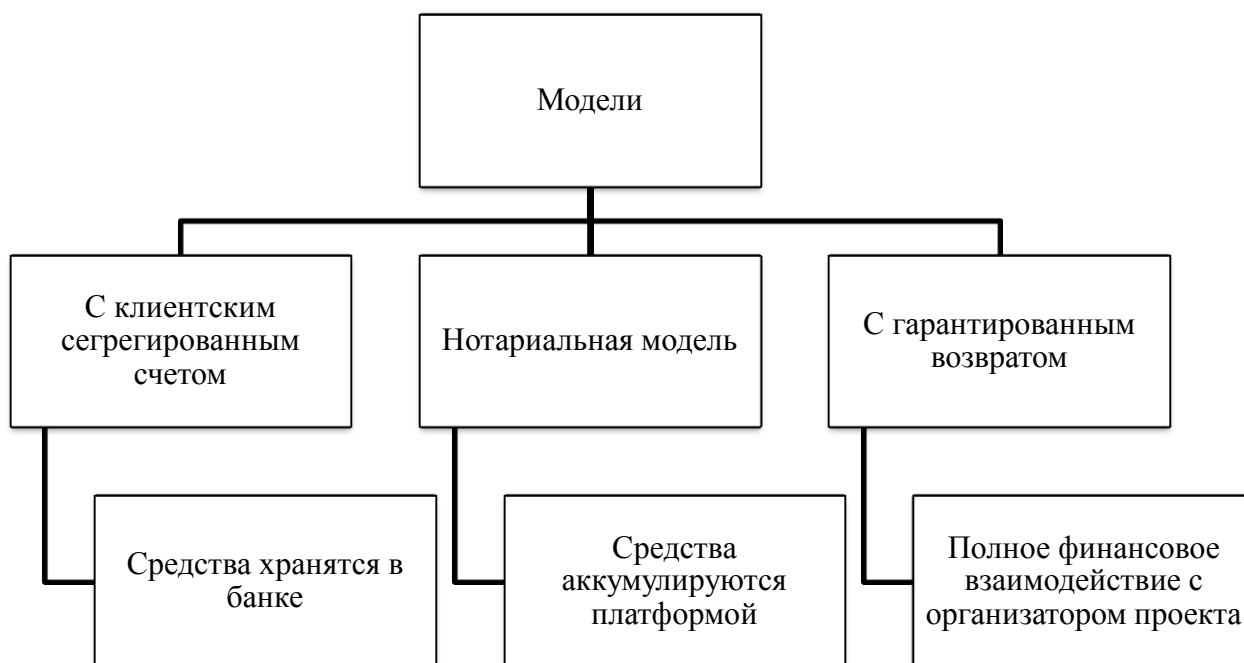 Модели
С клиентским
сегрегированным
счетом
Нотариальная модель
С гарантированным
возвратом
Средства хранятся в
банке
Средства
аккумулируются
платформой
Полное финансовое
взаимодействие с
организатором проекта